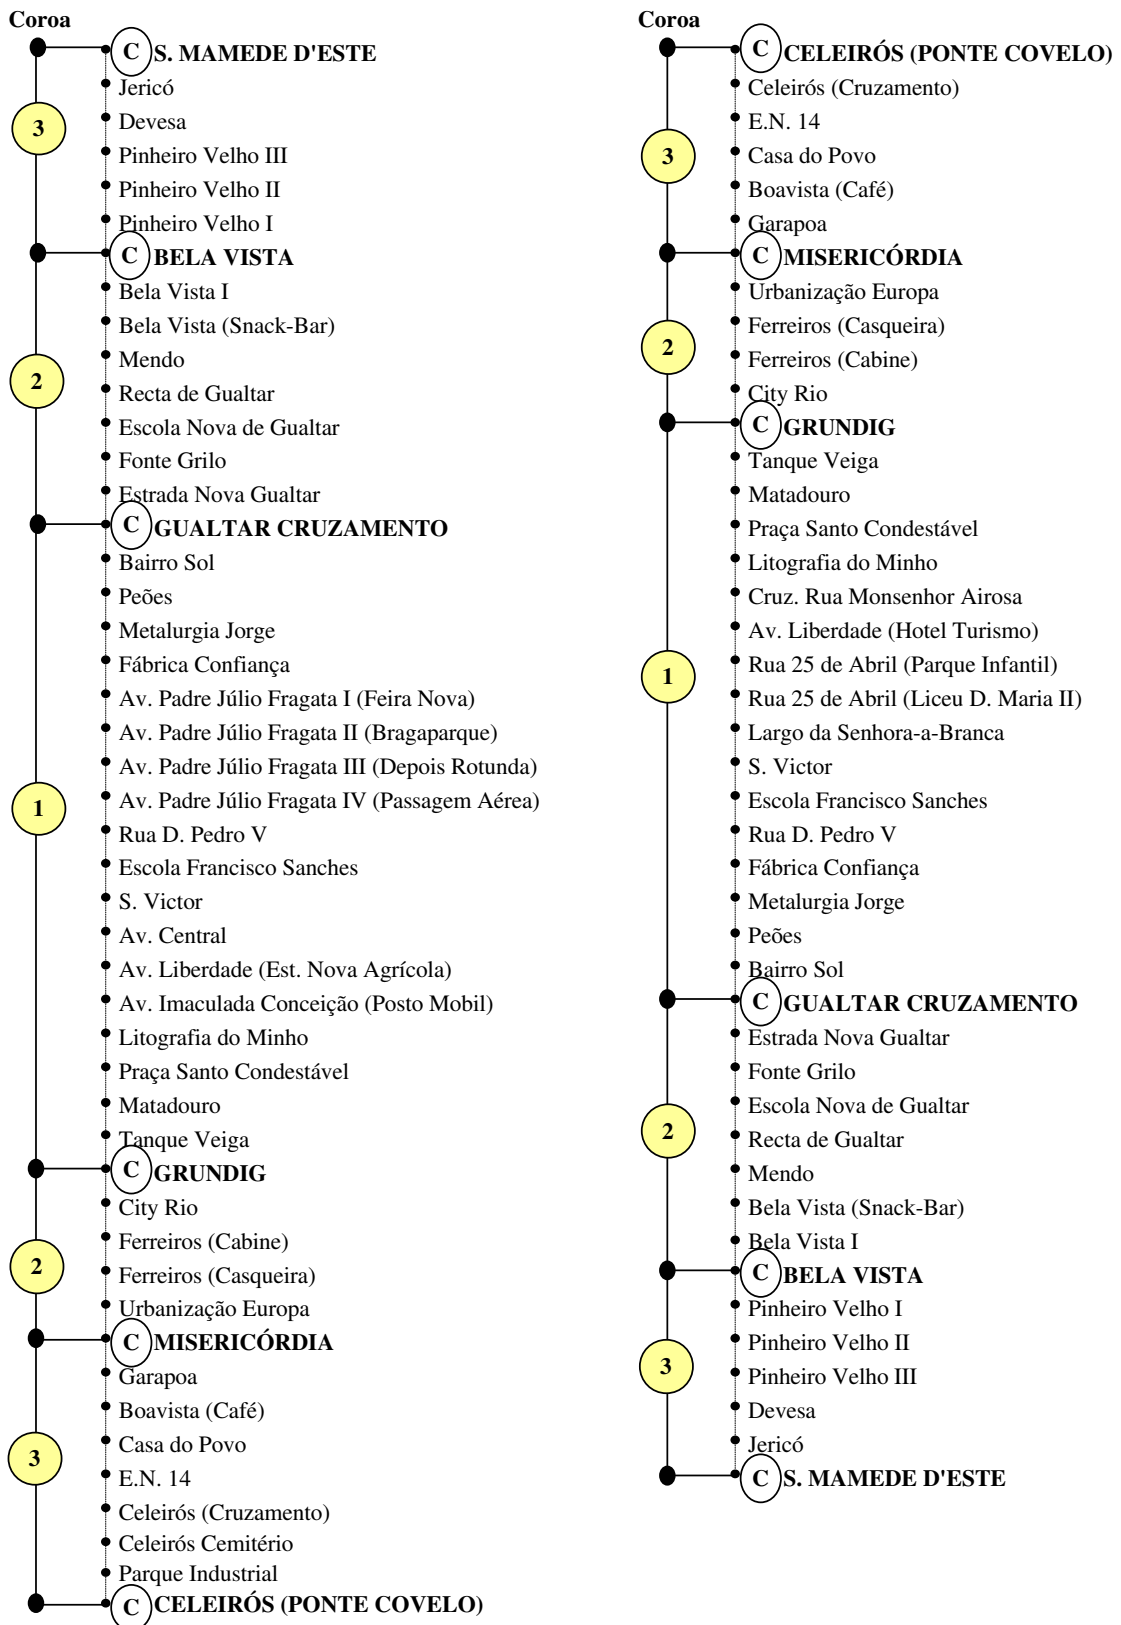 Coroa
C S. MAMEDE D'ESTE
Jericó
Devesa
3
Pinheiro Velho III
Pinheiro Velho II
Pinheiro Velho I
C BELA VISTA
Bela Vista I
Bela Vista (Snack-Bar)
Mendo
2
Recta de Gualtar
Escola Nova de Gualtar
Fonte Grilo
Estrada Nova Gualtar
C GUALTAR CRUZAMENTO
Bairro Sol
Peões
Metalurgia Jorge
Fábrica Confiança
Av. Padre Júlio Fragata I (Feira Nova)
Av. Padre Júlio Fragata II (Bragaparque)
Av. Padre Júlio Fragata III (Depois Rotunda)
Av. Padre Júlio Fragata IV (Passagem Aérea)
1
Rua D. Pedro V
Escola Francisco Sanches
S. Victor
Av. Central
Av. Liberdade (Est. Nova Agrícola)
Av. Imaculada Conceição (Posto Mobil)
Litografia do Minho
Praça Santo Condestável
Matadouro
Tanque Veiga
C GRUNDIG
City Rio
Ferreiros (Cabine)
2
Ferreiros (Casqueira)
Urbanização Europa
C MISERICÓRDIA
Garapoa
Boavista (Café)
Casa do Povo
3
E.N. 14
Celeirós (Cruzamento)
Celeirós Cemitério
Parque Industrial
C CELEIRÓS (PONTE COVELO)
Coroa
C CELEIRÓS (PONTE COVELO)
Celeirós (Cruzamento)
E.N. 14
3
Casa do Povo
Boavista (Café)
Garapoa
C MISERICÓRDIA
Urbanização Europa
Ferreiros (Casqueira)
2
Ferreiros (Cabine)
City Rio
C GRUNDIG
Tanque Veiga
Matadouro
Praça Santo Condestável
Litografia do Minho
Cruz. Rua Monsenhor Airosa
Av. Liberdade (Hotel Turismo)
Rua 25 de Abril (Parque Infantil)
1
Rua 25 de Abril (Liceu D. Maria II)
Largo da Senhora-a-Branca
S. Victor
Escola Francisco Sanches
Rua D. Pedro V
Fábrica Confiança
Metalurgia Jorge
Peões
Bairro Sol
C GUALTAR CRUZAMENTO
Estrada Nova Gualtar
Fonte Grilo
Escola Nova de Gualtar
2
Recta de Gualtar
Mendo
Bela Vista (Snack-Bar)
Bela Vista I
C BELA VISTA
Pinheiro Velho I
Pinheiro Velho II
3
Pinheiro Velho III
Devesa
Jericó
C S. MAMEDE D'ESTE